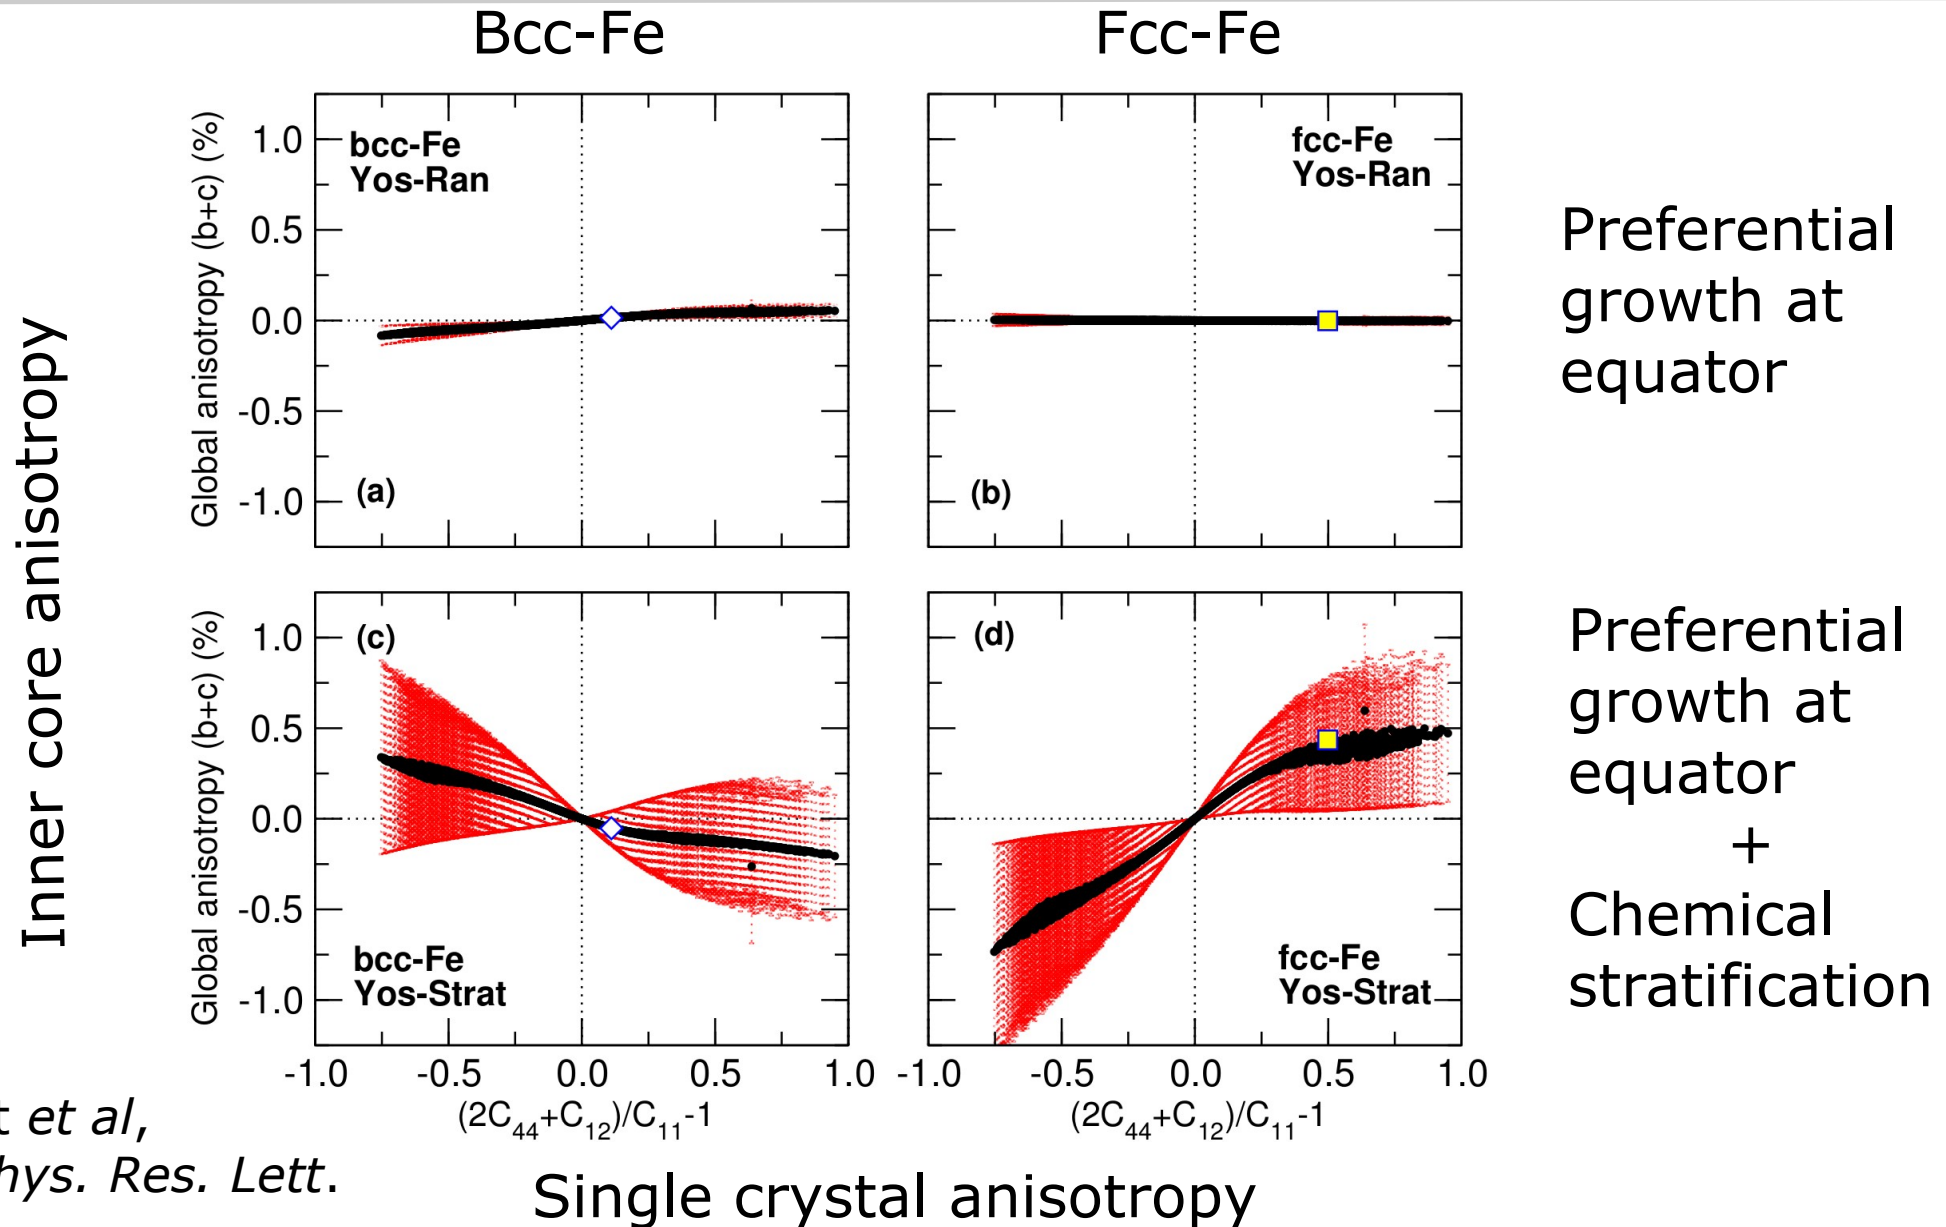 Bcc-Fe
Fcc-Fe
Inner core anisotropy
Global anisotropy (b+c) (%)
1.0
0.5
0.0
-0.5
-1.0
bcc-Fe
Yos-Ran
(a)
fcc-Fe
Yos-Ran
(b)
Preferential
growth at
equator
Global anisotropy (b+c) (%)
1.0
0.5
0.0
-0.5
-1.0
(c)
bcc-Fe
Yos-Strat
(d)
fcc-Fe
Yos-Strat
Preferential
growth at
equator
+
Chemical
stratification
-1.0 -0.5 0.0 0.5 1.0
-1.0 -0.5 0.0 0.5 1.0
(2C44+C12)/C11-1
(2C44+C12)/C11-1
t et al,
hys. Res. Lett.
Single crystal anisotropy